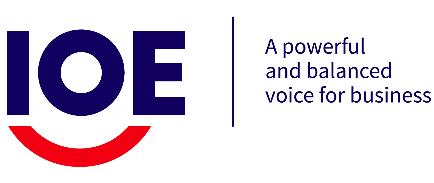 IOE
A powerful
and balanced
voice for business